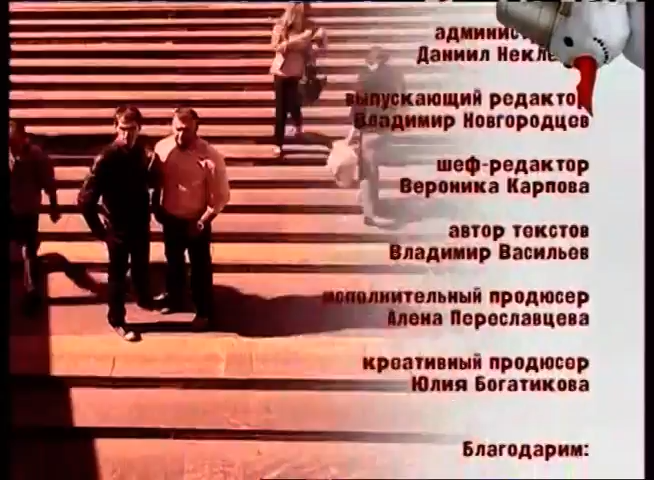 Даниил
выпускающий редактор
Владимир Новгородцев
шеф-редактор
Вероника Карпова
автор текстов
Владимир Васильев
исполнительный продюсер
Алена Переславцева
креативный продюсер
Юлия Богатикова
Благодарим: